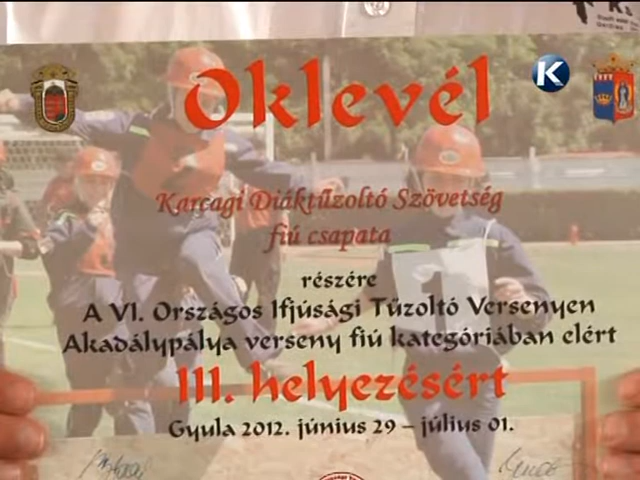 Oklevél
Karcagi Diáktűzoltó Szövetség
fiú csapata
részére
A VI. Országos Ifjúsági Tűzoltó Versenyen
Akadálypálya verseny fiú kategóriában elért
III. helyezésért
Gyula 2012. június 29 – július 01.
K
1